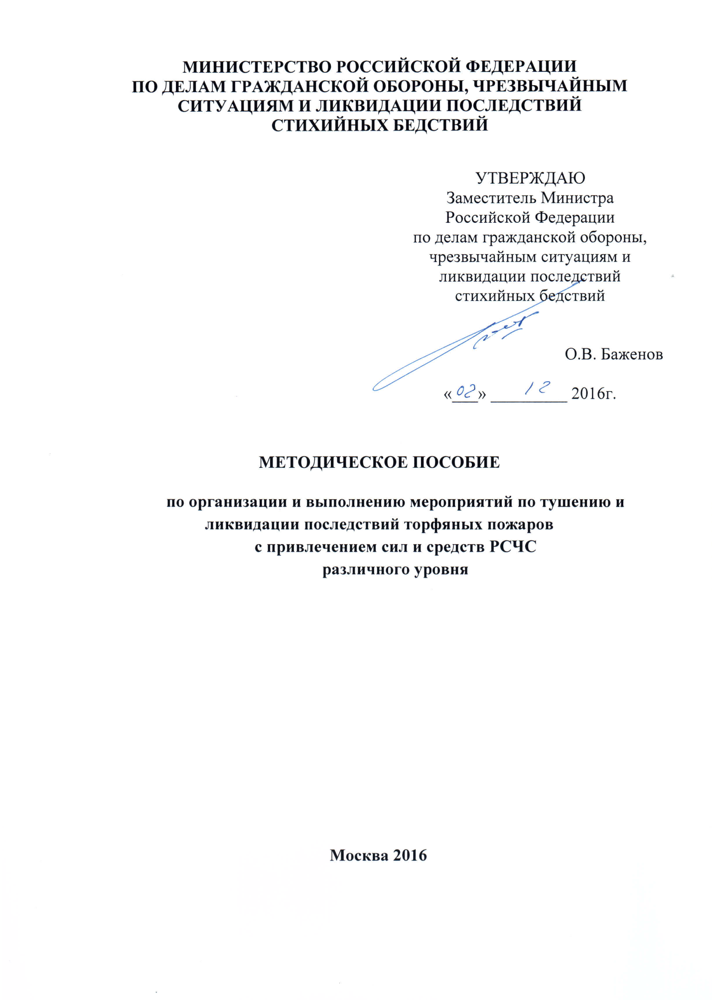 МИНИСТЕРСТВО РОССИЙСКОЙ ФЕДЕРАЦИИ
ПО ДЕЛАМ ГРАЖДАНСКОЙ ОБОРОНЫ, ЧРЕЗВЫЧАЙНЫМ
СИТУАЦИЯМ И ЛИКВИДАЦИИ ПОСЛЕДСТВИЙ
СТИХИЙНЫХ БЕДСТВИЙ
УТВЕРЖДАЮ
Заместитель Министра
Российской Федерации
по делам гражданской обороны,
чрезвычайным ситуациям и
ликвидации последствий
стихийных бедствий
О.В. Баженов
«02» 12 2016г.
МЕТОДИЧЕСКОЕ ПОСОБИЕ
по организации и выполнению мероприятий по тушению и
ликвидации последствий торфяных пожаров
с привлечением сил и средств РСЧС
различного уровня
Москва 2016